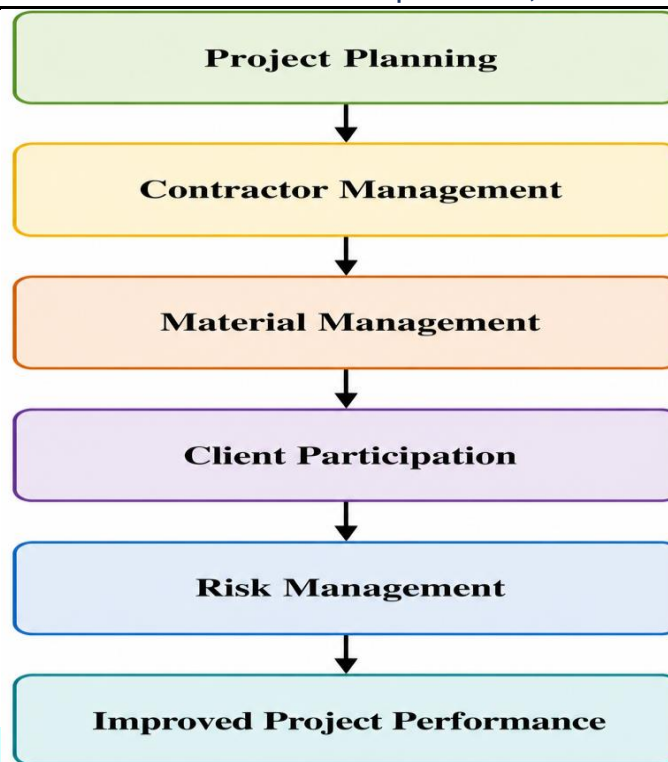 Project Planning
Contractor Management
Material Management
Client Participation
Risk Management
Improved Project Performance